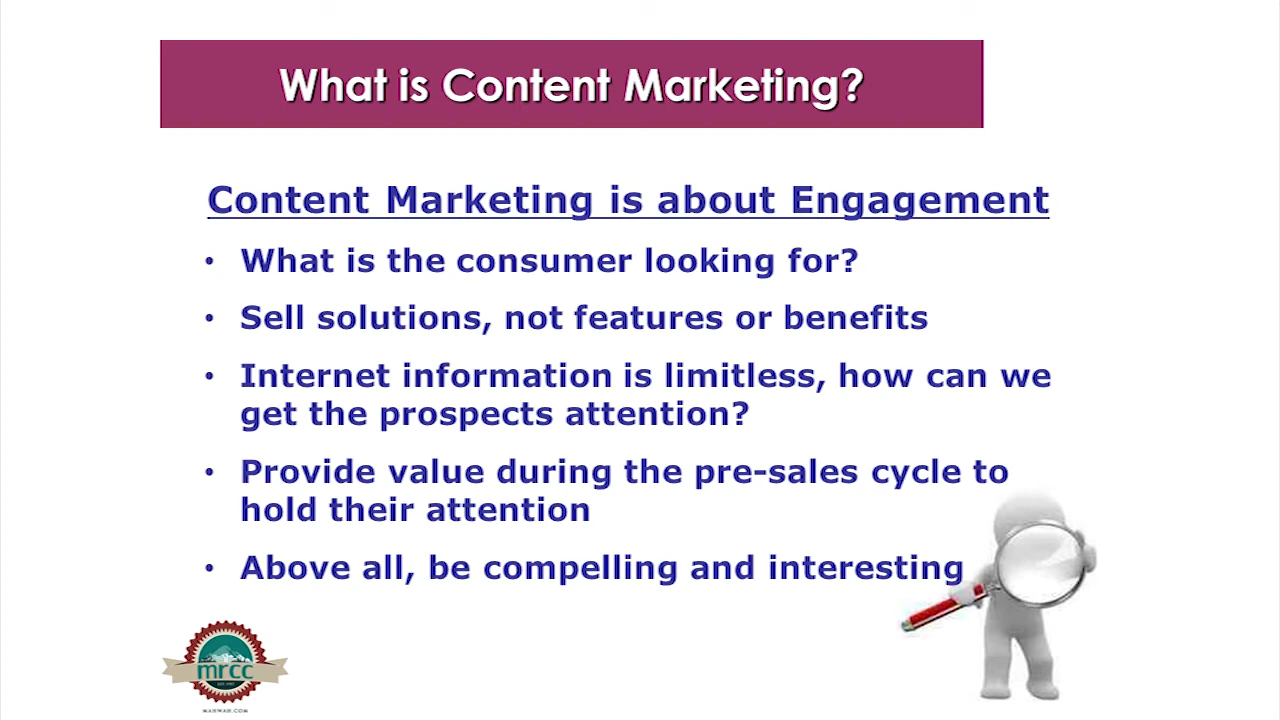 What is Content Marketing?
Content Marketing is about Engagement
• What is the consumer looking for?
• Sell solutions, not features or benefits
• Internet information is limitless, how can we
get the prospects attention?
• Provide value during the pre-sales cycle to
hold their attention
• Above all, be compelling and interesting
mrcc